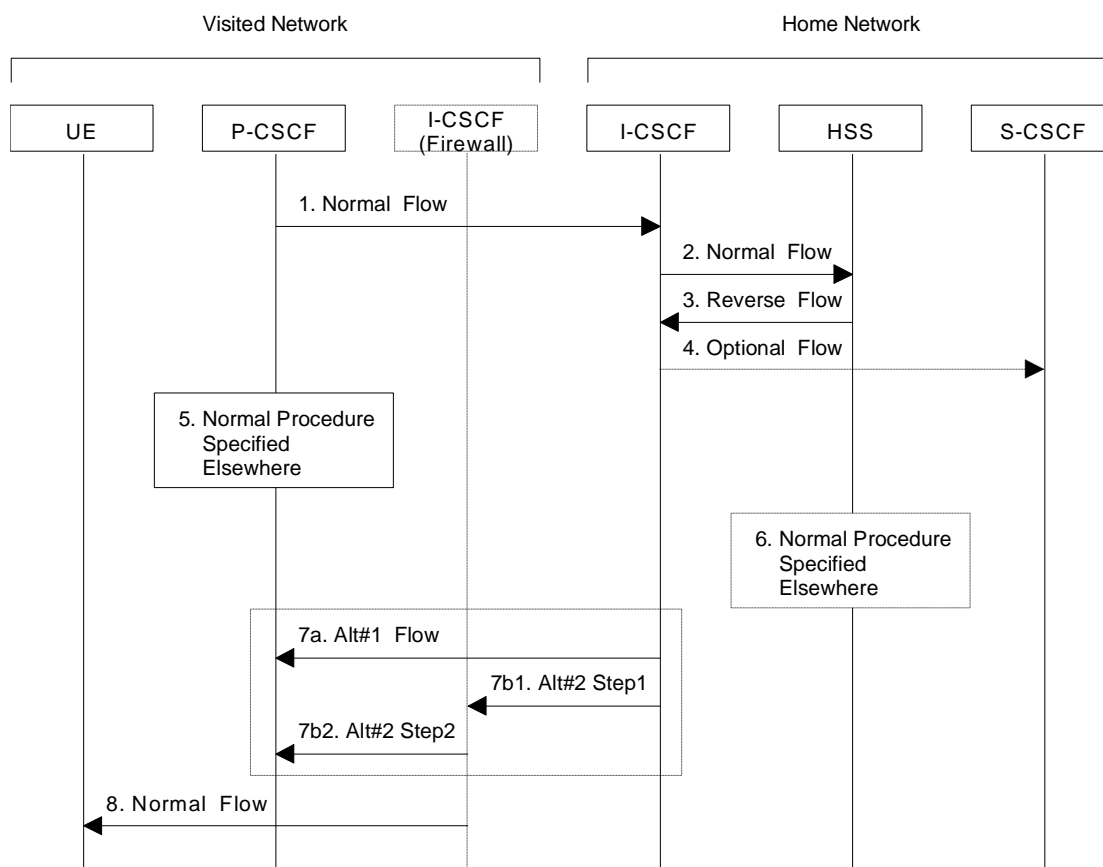 Visited Network
Home Network
UE
P-CSCF
I-CSCF
(Firewall)
I-CSCF
HSS
S-CSCF
1. Normal Flow
2. Normal Flow
3. Reverse Flow
4. Optional Flow
5. Normal Procedure
Specified
Elsewhere
6. Normal Procedure
Specified
Elsewhere
7a. Alt#1 Flow
7b1. Alt#2 Step1
7b2. Alt#2 Step2
8. Normal Flow